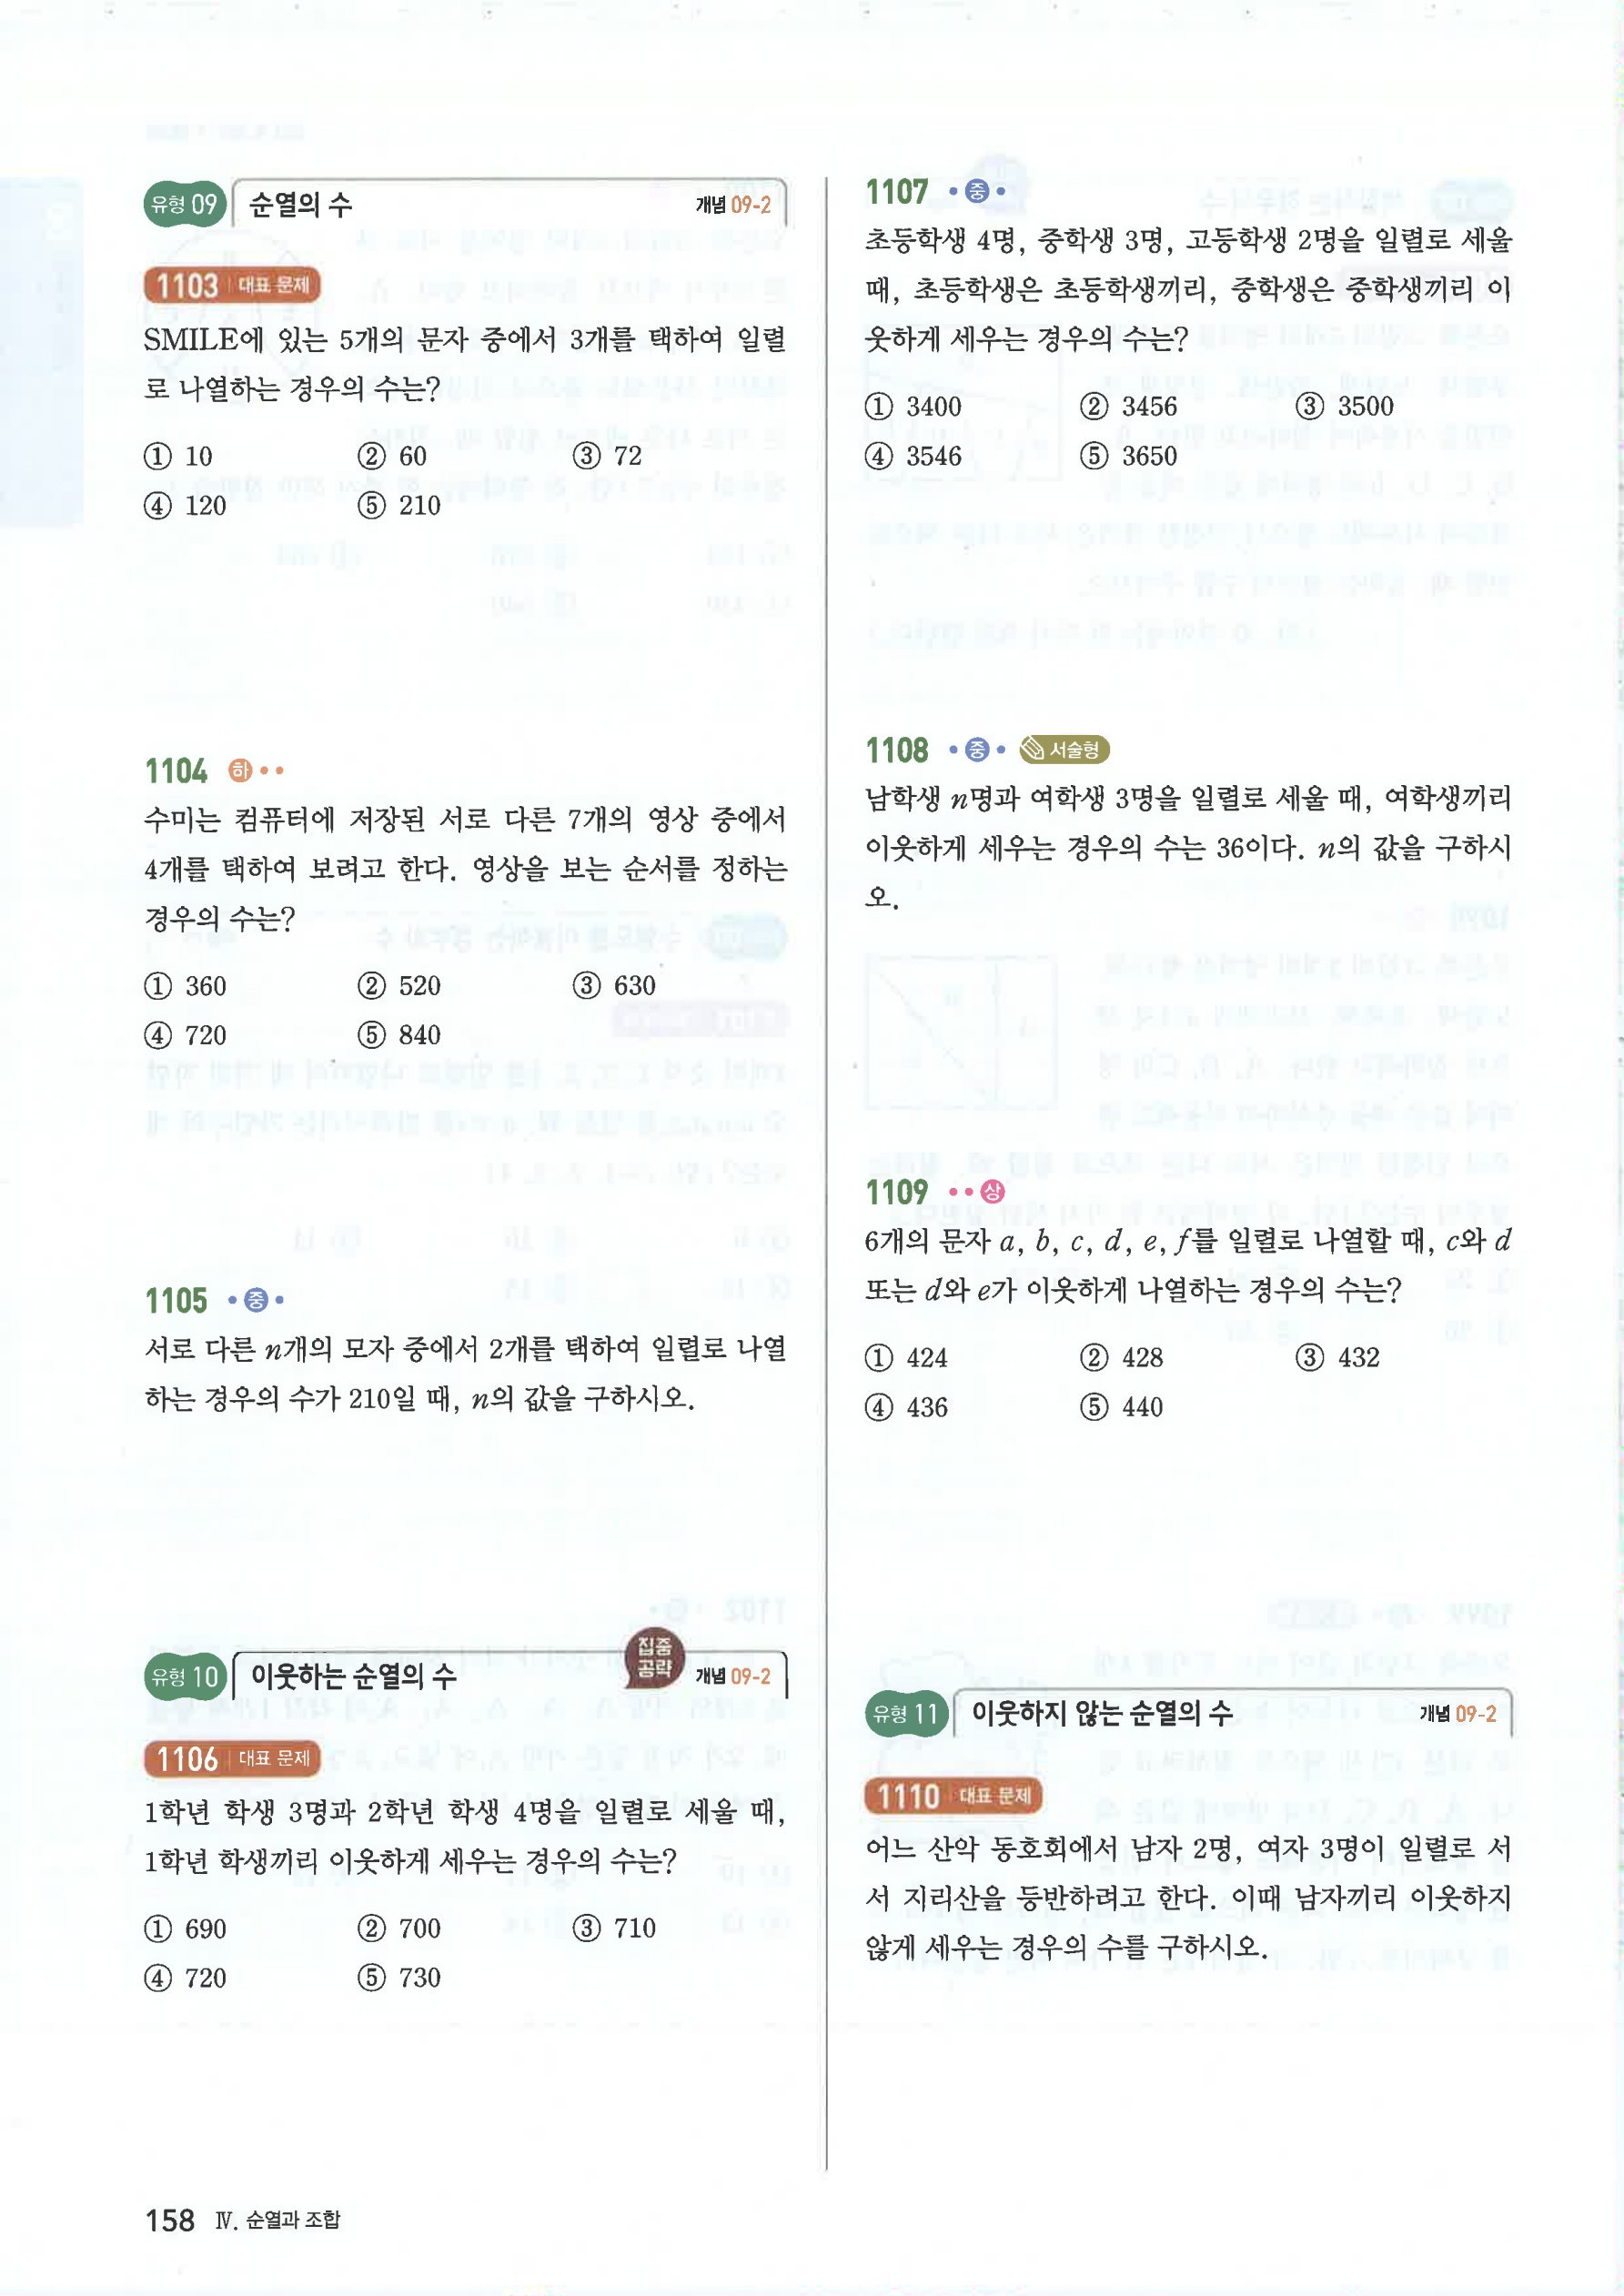 유형 09 순열의 수 개념 09-2
1103 대표 문제
SMILE에 있는 5개의 문자 중에서 3개를 택하여 일렬
로 나열하는 경우의 수는?
① 10 ② 60 ③ 72
④ 120 ⑤ 210
1104 하
수미는 컴퓨터에 저장된 서로 다른 7개의 영상 중에서
4개를 택하여 보려고 한다. 영상을 보는 순서를 정하는
경우의 수는?
① 360 ② 520 ③ 630
④ 720 ⑤ 840
1105 중
서로 다른 n개의 모자 중에서 2개를 택하여 일렬로 나열
하는 경우의 수가 210일 때, n의 값을 구하시오.
유형 10 이웃하는 순열의 수 집중 공략 개념 09-2
1106 대표 문제
1학년 학생 3명과 2학년 학생 4명을 일렬로 세울 때,
1학년 학생끼리 이웃하게 세우는 경우의 수는?
① 690 ② 700 ③ 710
④ 720 ⑤ 730
1107 중
초등학생 4명, 중학생 3명, 고등학생 2명을 일렬로 세울
때, 초등학생은 초등학생끼리, 중학생은 중학생끼리 이
웃하게 세우는 경우의 수는?
① 3400 ② 3456 ③ 3500
④ 3546 ⑤ 3650
1108 중 서술형
남학생 n명과 여학생 3명을 일렬로 세울 때, 여학생끼리
이웃하게 세우는 경우의 수는 36이다. n의 값을 구하시
오.
1109 상
6개의 문자 a, b, c, d, e, f를 일렬로 나열할 때, c와 d
또는 d와 e가 이웃하게 나열하는 경우의 수는?
① 424 ② 428 ③ 432
④ 436 ⑤ 440
유형 11 이웃하지 않는 순열의 수 개념 09-2
1110 대표 문제
어느 산악 동호회에서 남자 2명, 여자 3명이 일렬로 서
서 지리산을 등반하려고 한다. 이때 남자끼리 이웃하지
않게 세우는 경우의 수를 구하시오.
158 Ⅳ. 순열과 조합